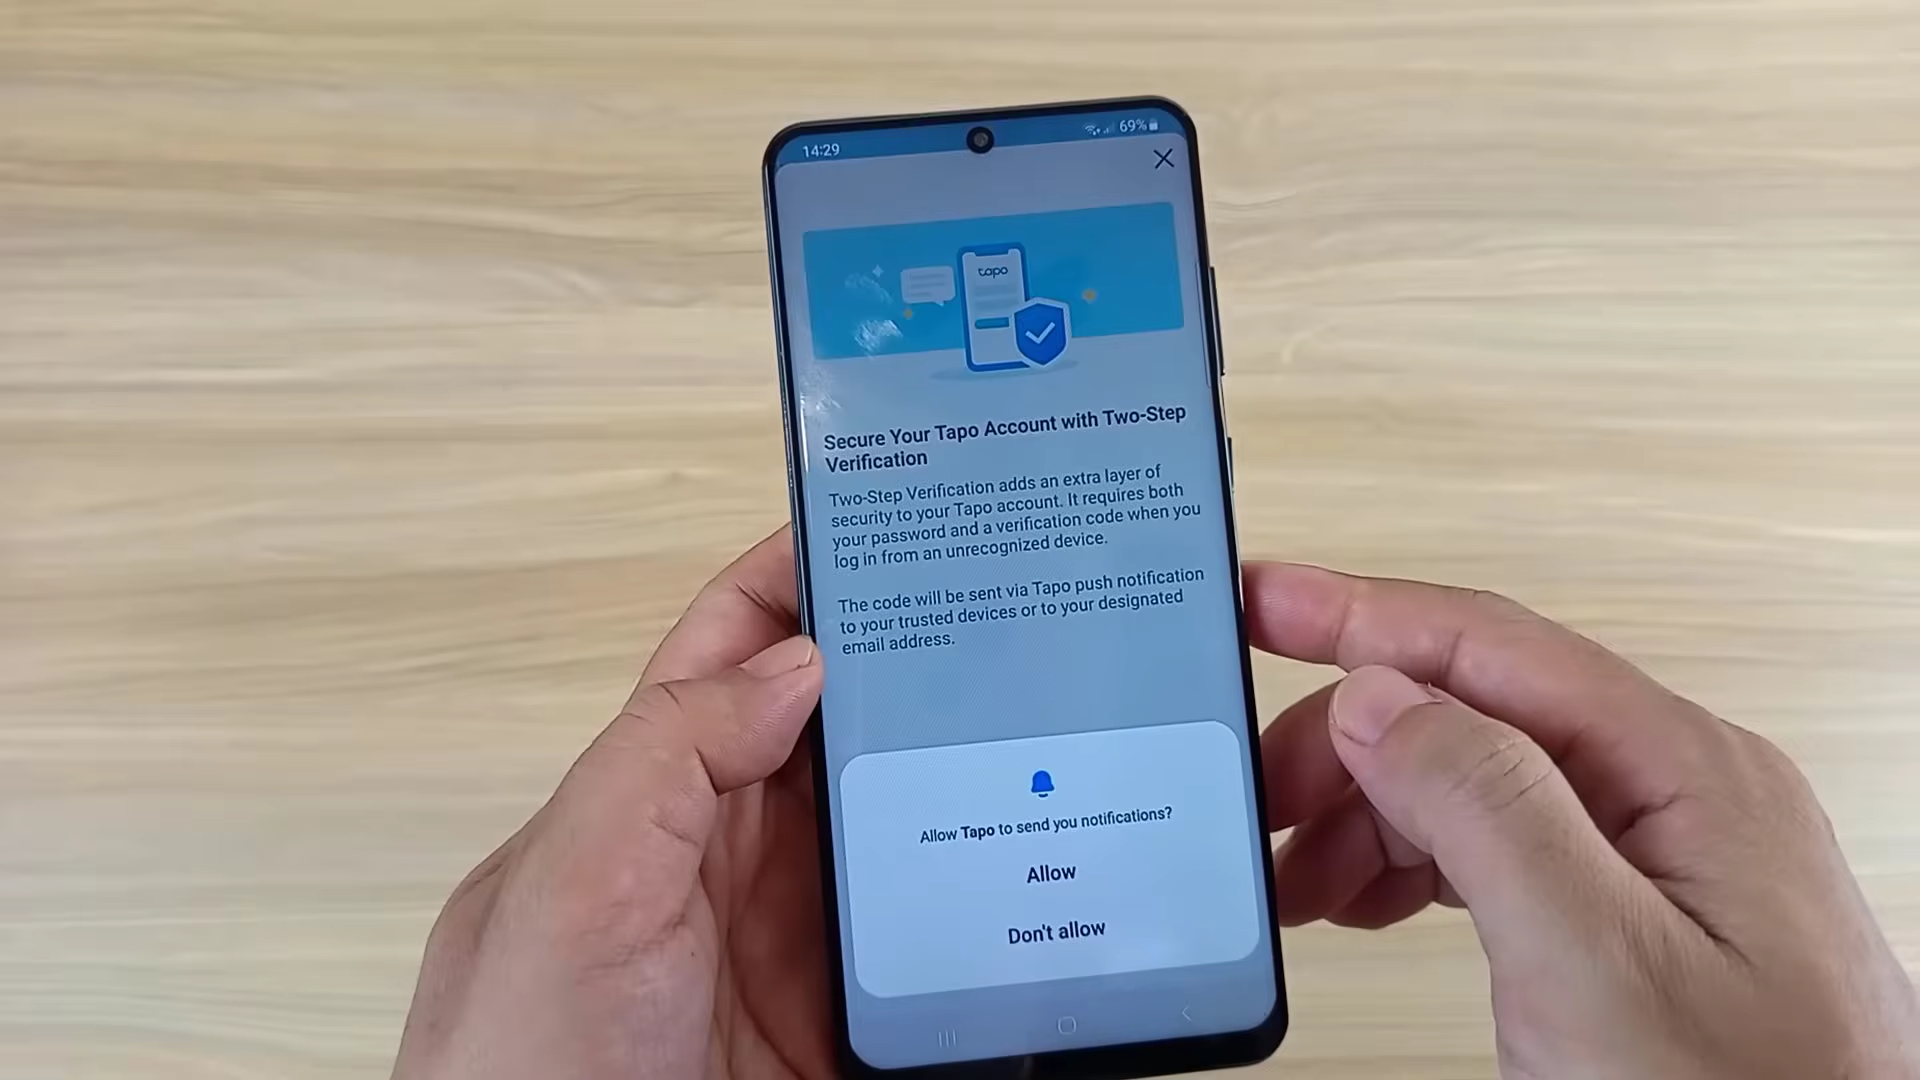 14:29
69%
tapo
Secure Your Tapo Account with Two-Step
Verification
Two-Step Verification adds an extra layer of
security to your Tapo account. It requires both
your password and a verification code when you
log in from an unrecognized device.
The code will be sent via Tapo push notification
to your trusted devices or to your designated
email address.
Allow Tapo to send you notifications?
Allow
Don't allow